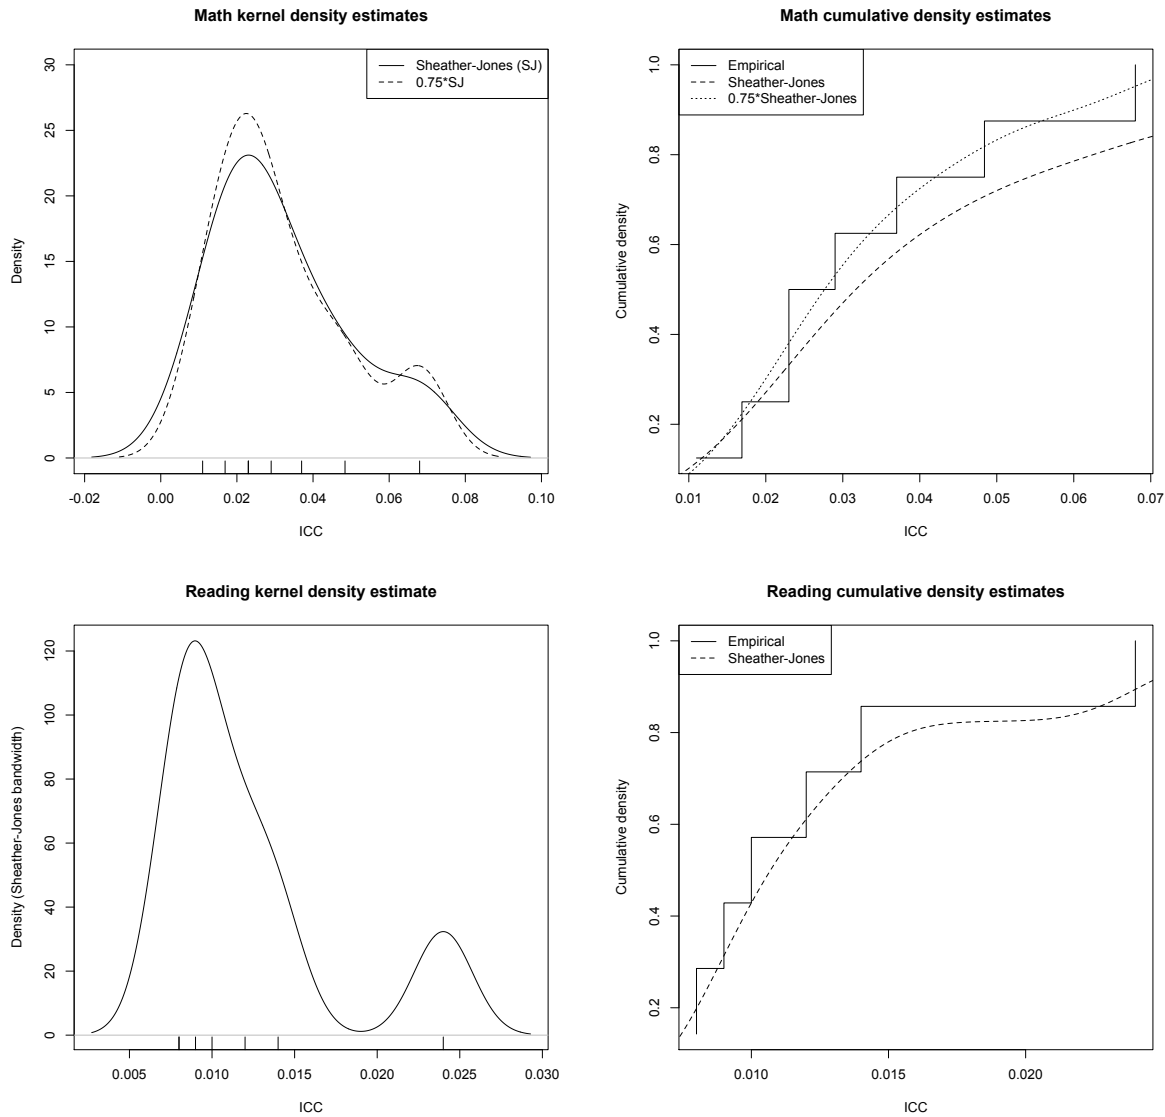 Math kernel density estimates
Density
30
25
20
15
10
5
0
Sheather-Jones (SJ)
0.75*SJ
-0.02 0.00 0.02 0.04 0.06 0.08 0.10
ICC
Math cumulative density estimates
Cumulative density
1.0
0.8
0.6
0.4
0.2
Empirical
Sheather-Jones
0.75*Sheather-Jones
0.01 0.02 0.03 0.04 0.05 0.06 0.07
ICC
Reading kernel density estimate
Density (Sheather-Jones bandwidth)
120
100
80
60
40
20
0
0.005 0.010 0.015 0.020 0.025 0.030
ICC
Reading cumulative density estimates
Cumulative density
1.0
0.8
0.6
0.4
0.2
Empirical
Sheather-Jones
0.010 0.015 0.020
ICC